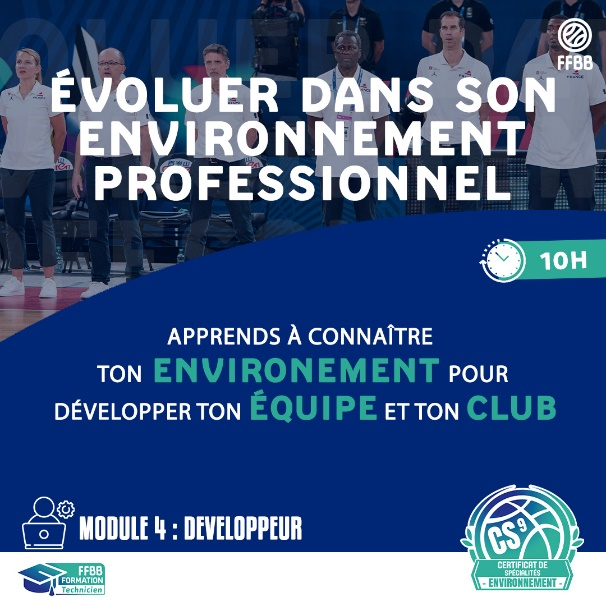 FFBB
ÉVOLUER DANS SON
ENVIRONNEMENT
PROFESSIONNEL
10H
APPRENDS À CONNAÎTRE
TON ENVIRONEMENT POUR
DÉVELOPPER TON ÉQUIPE ET TON CLUB
MODULE 4 : DEVELOPPEUR
CS9
CERTIFICAT DE
SPÉCIALITÉS
- ENVIRONNEMENT -
FFBB
FORMATION
Technicien